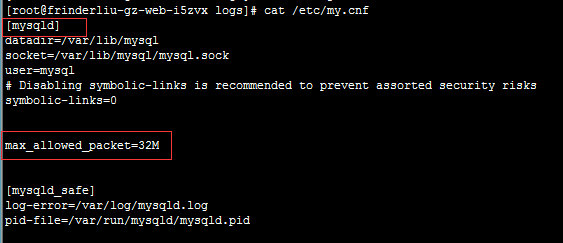 [root@frinderliu-gz-web-i5zvx logs]# cat /etc/my.cnf
[mysqld]
datadir=/var/lib/mysql
socket=/var/lib/mysql/mysql.sock
user=mysql
# Disabling symbolic-links is recommended to prevent assorted security risks
symbolic-links=0
max_allowed_packet=32M
[mysqld_safe]
log-error=/var/log/mysqld.log
pid-file=/var/run/mysqld/mysqld.pid